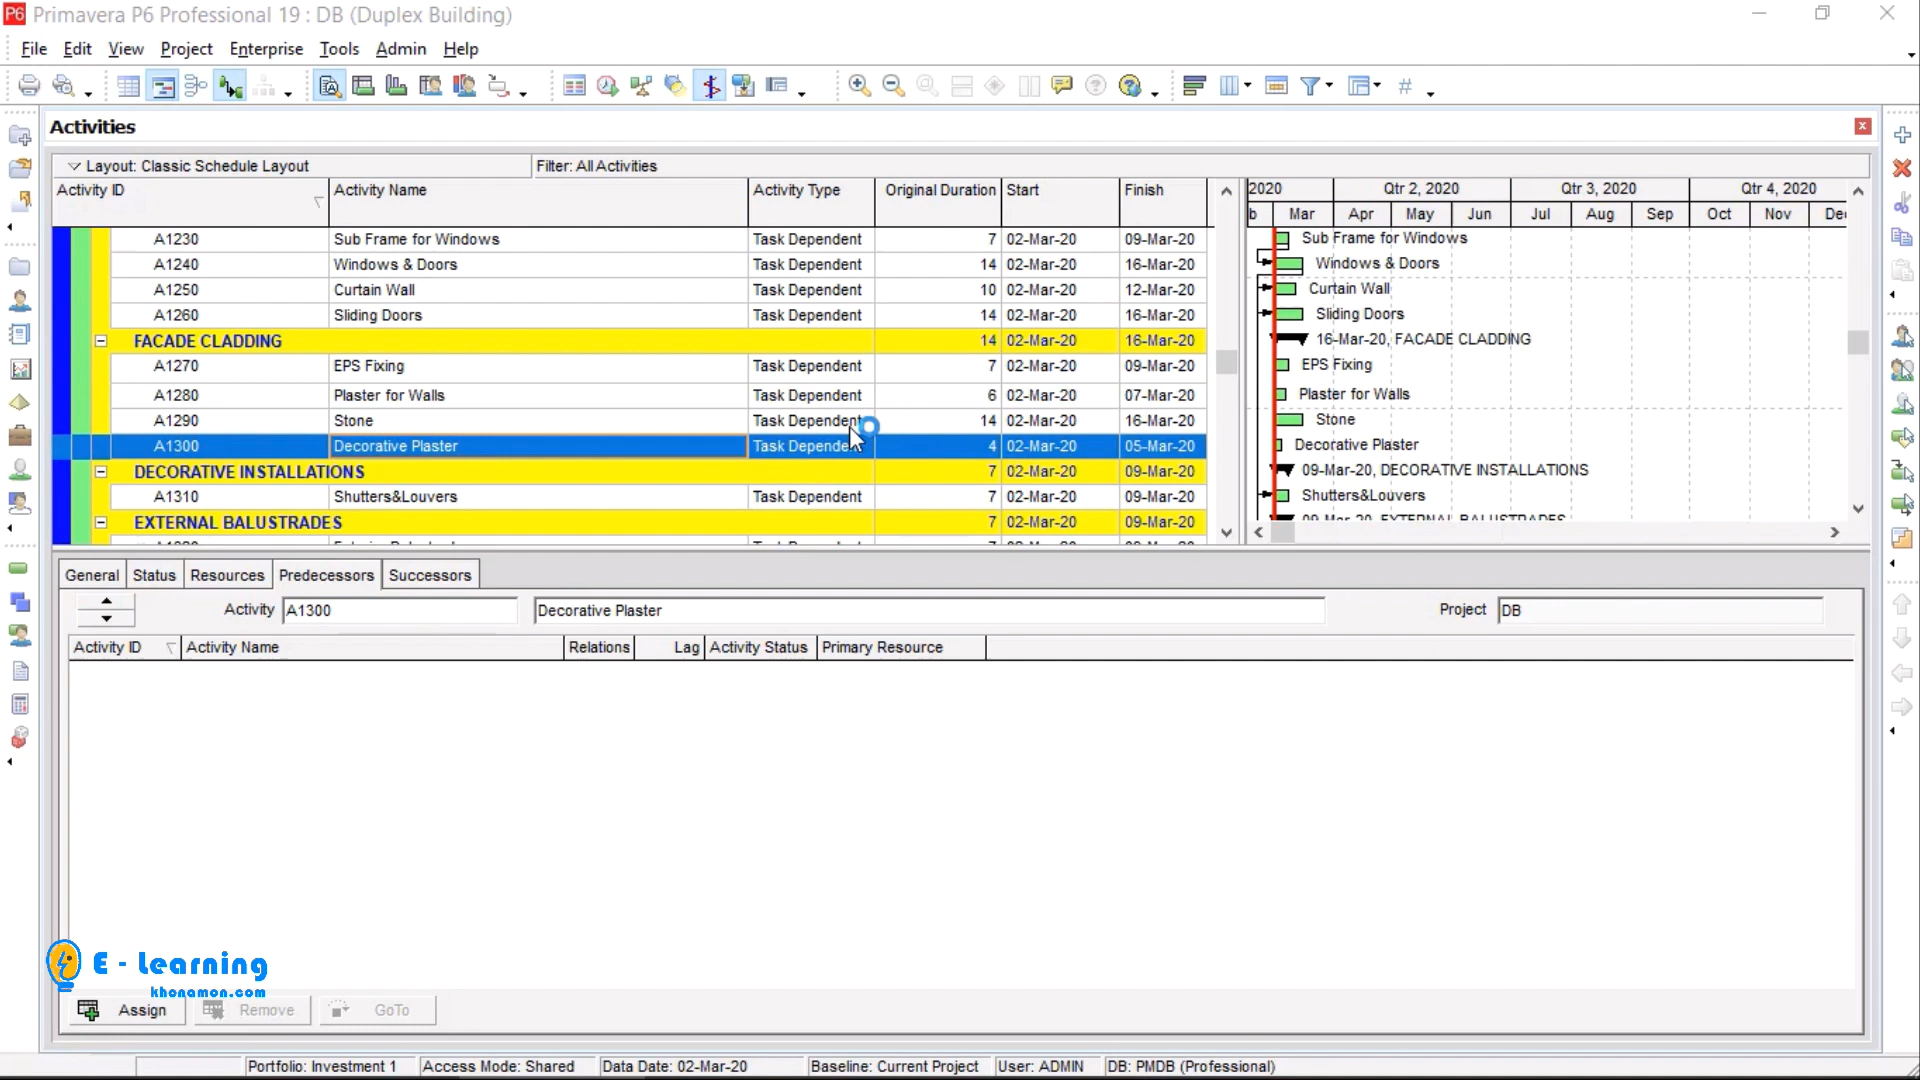 Primavera P6 Professional 19 : DB (Duplex Building)
File Edit View Project Enterprise Tools Admin Help
Activities
Layout: Classic Schedule Layout Filter: All Activities
Activity ID Activity Name Activity Type Original Duration Start Finish
2020 Qtr 2, 2020 Qtr 3, 2020 Qtr 4, 2020
b Mar Apr May Jun Jul Aug Sep Oct Nov
A1230 Sub Frame for Windows Task Dependent 7 02-Mar-20 09-Mar-20 Sub Frame for Windows
A1240 Windows & Doors Task Dependent 14 02-Mar-20 16-Mar-20 Windows & Doors
A1250 Curtain Wall Task Dependent 10 02-Mar-20 12-Mar-20 Curtain Wall
A1260 Sliding Doors Task Dependent 14 02-Mar-20 16-Mar-20 Sliding Doors
FACADE CLADDING 14 02-Mar-20 16-Mar-20 16-Mar-20, FACADE CLADDING
A1270 EPS Fixing Task Dependent 7 02-Mar-20 09-Mar-20 EPS Fixing
A1280 Plaster for Walls Task Dependent 6 02-Mar-20 07-Mar-20 Plaster for Walls
A1290 Stone Task Dependent 14 02-Mar-20 16-Mar-20 Stone
A1300 Decorative Plaster Task Dependent 4 02-Mar-20 05-Mar-20 Decorative Plaster
DECORATIVE INSTALLATIONS 7 02-Mar-20 09-Mar-20 09-Mar-20, DECORATIVE INSTALLATIONS
A1310 Shutters&Louvers Task Dependent 7 02-Mar-20 09-Mar-20 Shutters&Louvers
EXTERNAL BALUSTRADES 7 02-Mar-20 09-Mar-20 09-Mar-20, EXTERNAL BALUSTRADES
General Status Resources Predecessors Successors
Activity A1300 Decorative Plaster Project DB
Activity ID Activity Name Relations Lag Activity Status Primary Resource
E - Learning
khonamon.com
Assign Remove GoTo
Portfolio: Investment 1 Access Mode: Shared Data Date: 02-Mar-20 Baseline: Current Project User: ADMIN DB: PMDB (Professional)